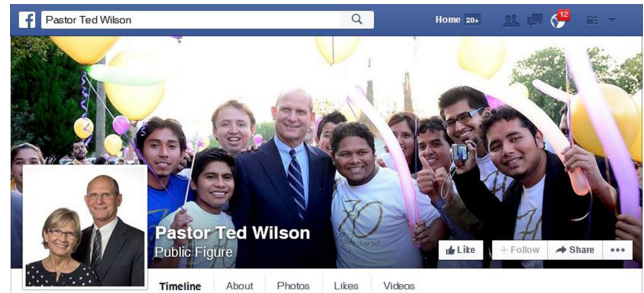 f
Pastor Ted Wilson
Home 20+
12
Pastor Ted Wilson
Public Figure
Like
+ Follow
Share
Timeline
About
Photos
Likes
Videos